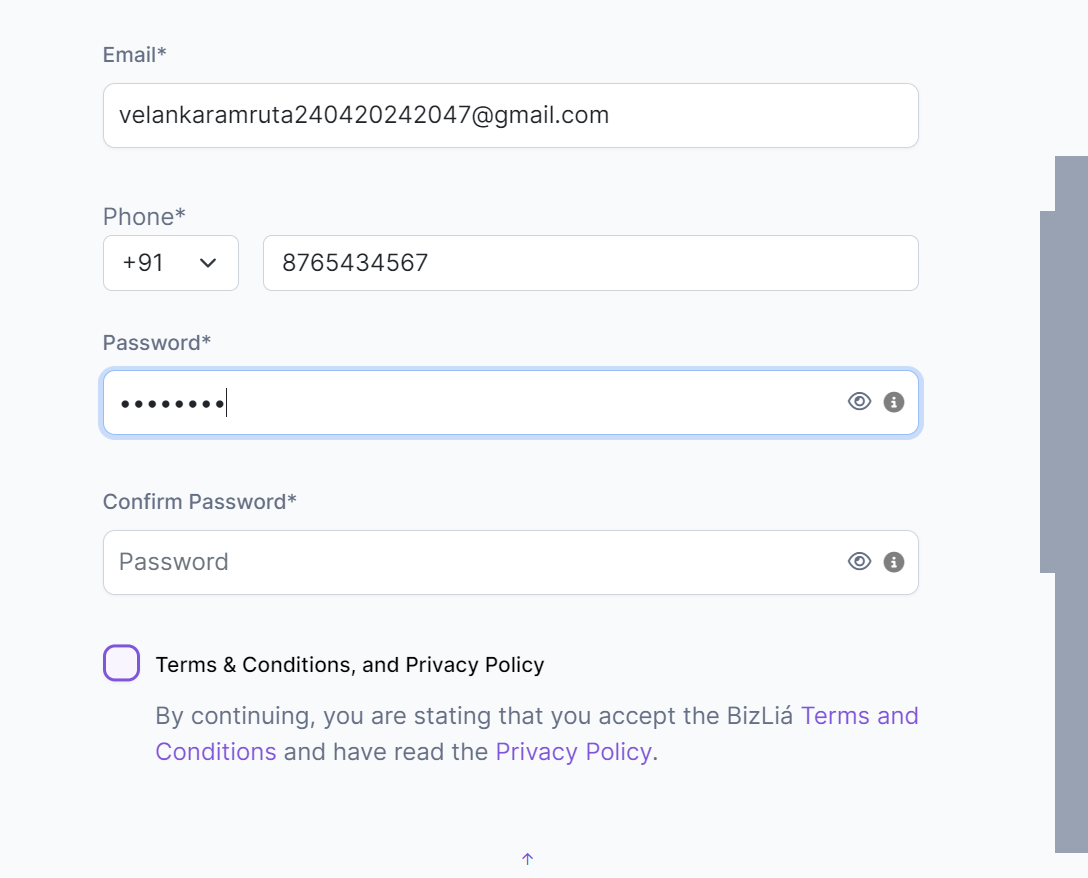 Email*
velankaramruta240420242047@gmail.com
Phone*
+91 8765434567
Password*
••••••••
Confirm Password*
Password
Terms & Conditions, and Privacy Policy
By continuing, you are stating that you accept the BizLiá Terms and
Conditions and have read the Privacy Policy.
↑